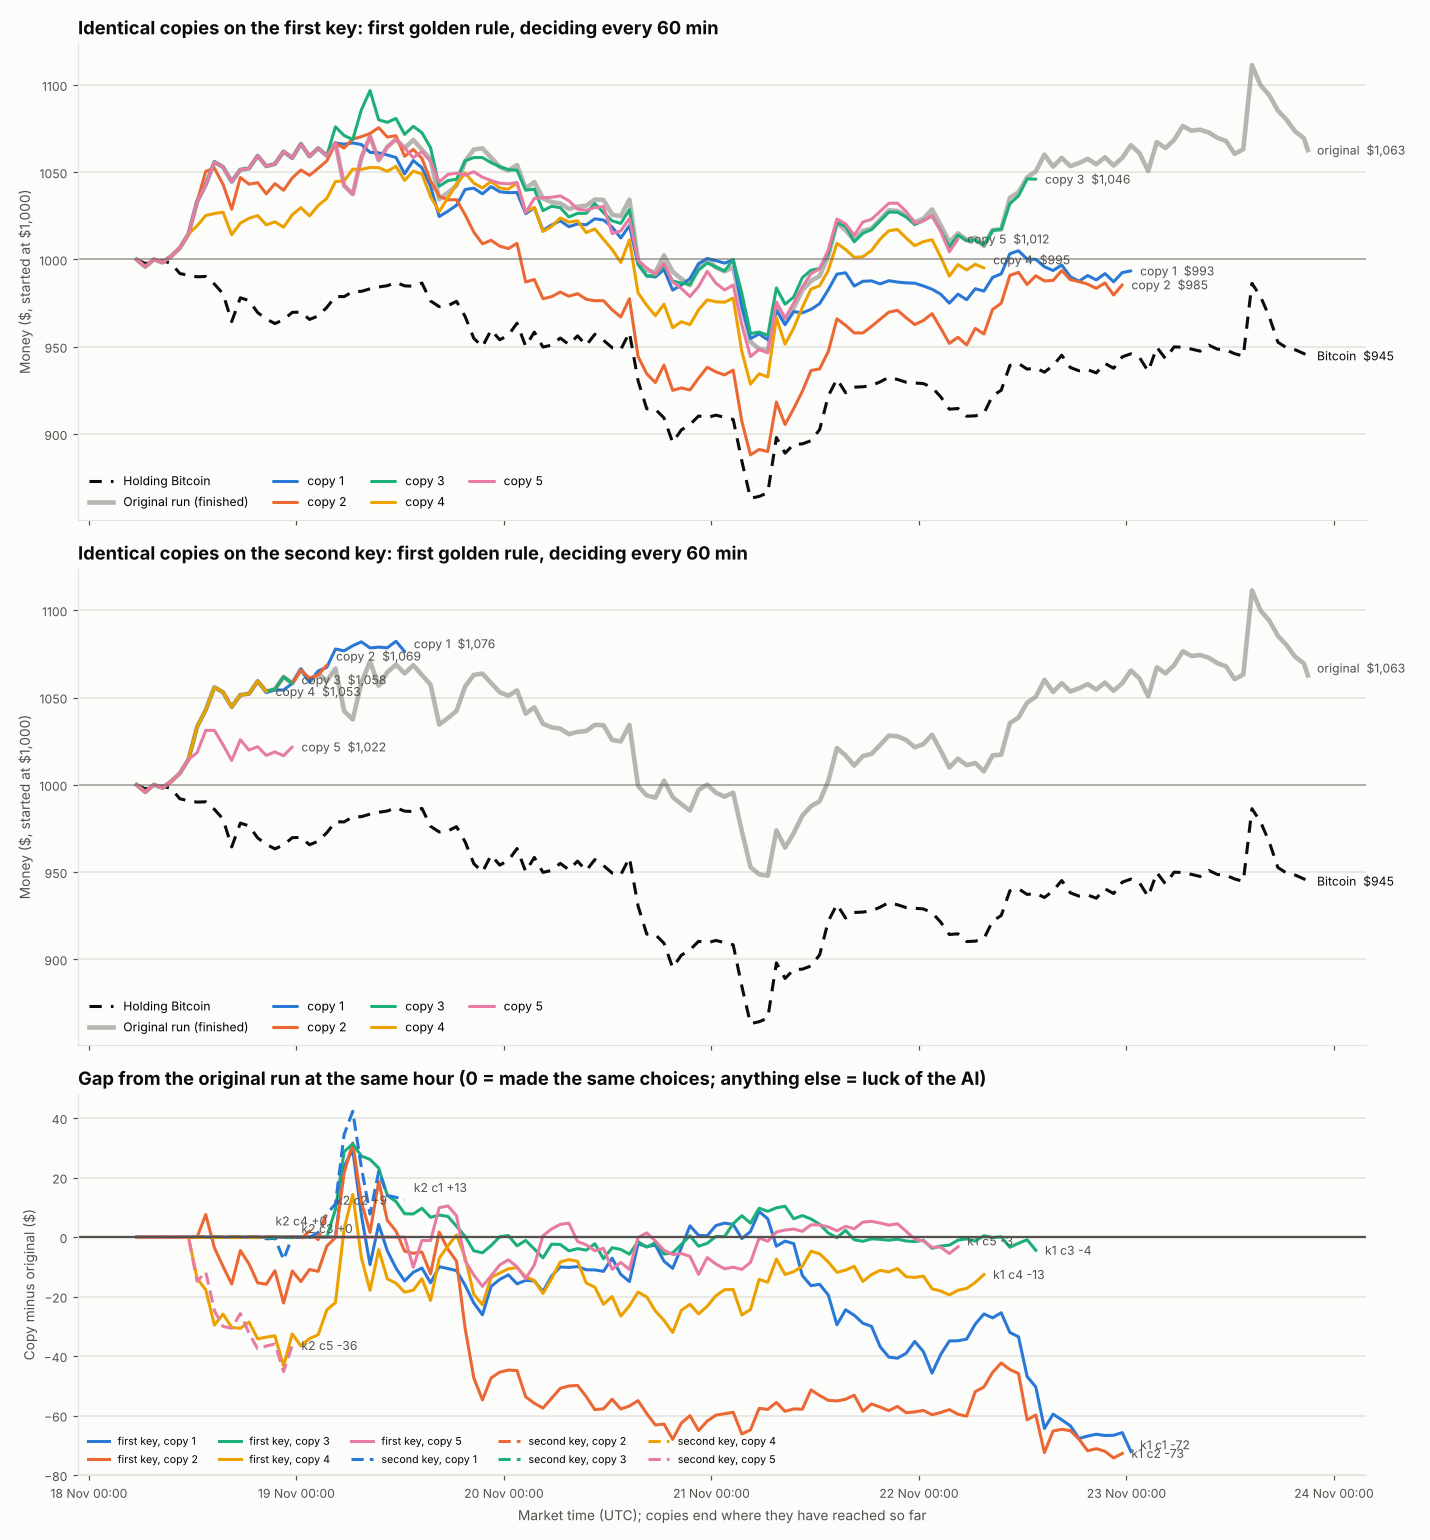 Identical copies on the first key: first golden rule, deciding every 60 min
Money ($, started at $1,000)
1100
1050
1000
950
900
original $1,063
copy 3 $1,046
copy 5 $1,012
copy 4 $995
copy 1 $993
copy 2 $985
Bitcoin $945
Holding Bitcoin
copy 1
copy 3
copy 5
Original run (finished)
copy 2
copy 4
Identical copies on the second key: first golden rule, deciding every 60 min
Money ($, started at $1,000)
1100
1050
1000
950
900
copy 1 $1,076
copy 2 $1,069
original $1,063
copy 3 $1,058
copy 4 $1,053
copy 5 $1,022
Bitcoin $945
Holding Bitcoin
copy 1
copy 3
copy 5
Original run (finished)
copy 2
copy 4
Gap from the original run at the same hour (0 = made the same choices; anything else = luck of the AI)
Copy minus original ($)
40
20
0
−20
−40
−60
−80
k2 c1 +13
k2 c2 +9
k2 c4 +0
k2 c3 +0
k1 c5 -3
k1 c3 -4
k1 c4 -13
k2 c5 -36
k1 c1 -72
k1 c2 -73
first key, copy 1
first key, copy 3
first key, copy 5
second key, copy 2
second key, copy 4
first key, copy 2
first key, copy 4
second key, copy 1
second key, copy 3
second key, copy 5
18 Nov 00:00
19 Nov 00:00
20 Nov 00:00
21 Nov 00:00
22 Nov 00:00
23 Nov 00:00
24 Nov 00:00
Market time (UTC); copies end where they have reached so far